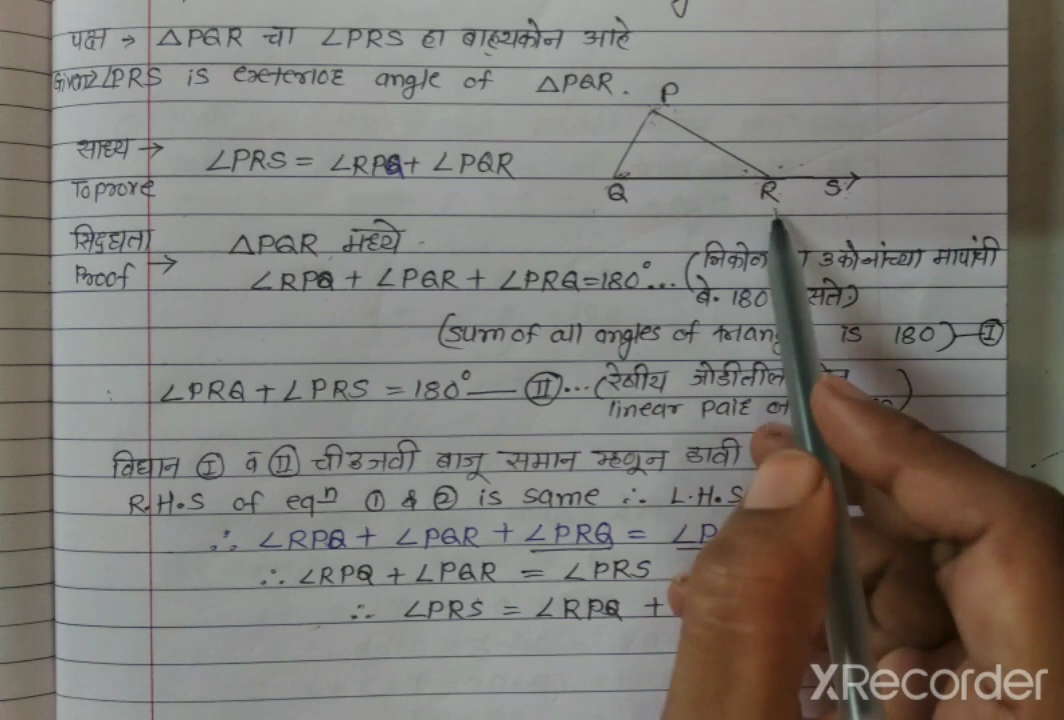 पक्ष → △PQR चा ∠PRS हा बाह्यकोन आहे
Given ∠PRS is exterior angle of △PQR.
P
साध्य → ∠PRS = ∠RPQ + ∠PQR
To prove
Q R S
सिद्धता △PQR मध्ये
Proof → ∠RPQ + ∠PQR + ∠PRQ = 180° ... (त्रिकोण 3 कोनांच्या मापांची
बे. 180
(sum of all angles of is 180) — Ⅰ
∠PRQ + ∠PRS = 180° — Ⅱ ... (रेषीय जोडीतील
linear pair
विधान Ⅰ व Ⅱ ची उजवी बाजू समान म्हणून डावी
R.H.S of eqn ① & ② is same ∴ L.H.S
∴ ∠RPQ + ∠PQR + ∠PRQ = ∠P
∴ ∠RPQ + ∠PQR = ∠PRS
∴ ∠PRS = ∠RPQ +
XRecorder